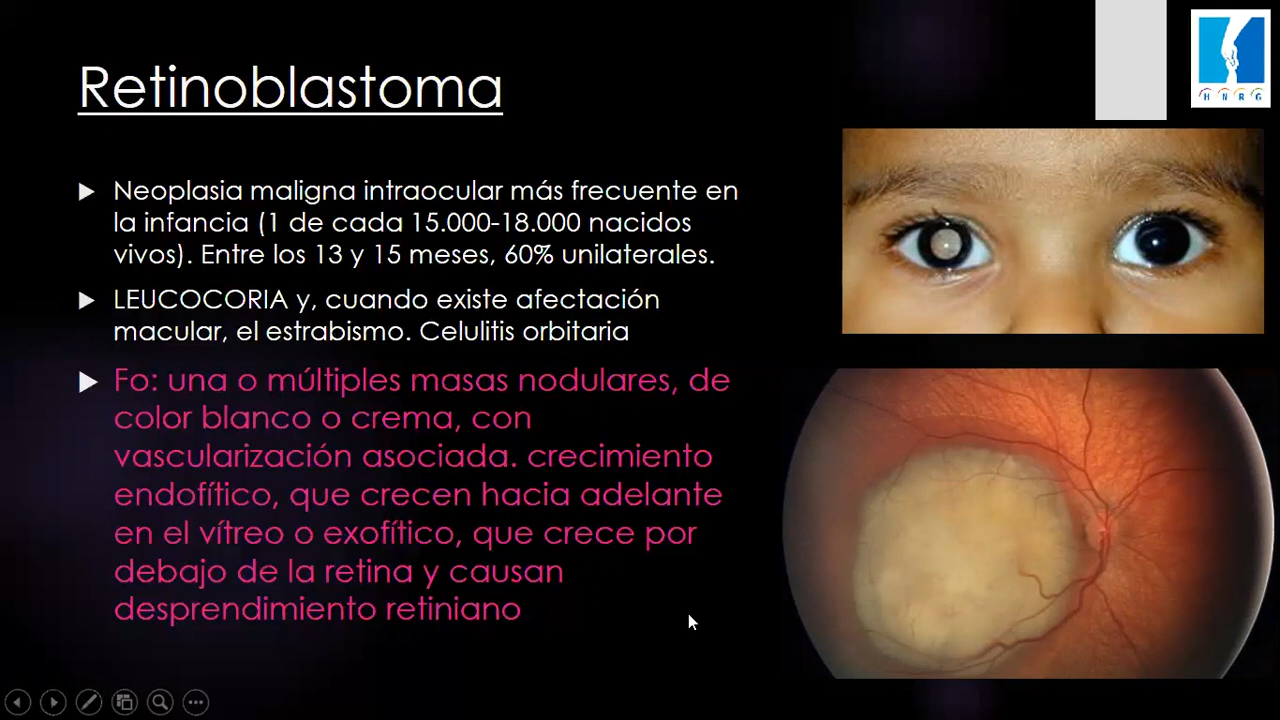 Retinoblastoma
Neoplasia maligna intraocular más frecuente en
la infancia (1 de cada 15.000-18.000 nacidos
vivos). Entre los 13 y 15 meses, 60% unilaterales.
LEUCOCORIA y, cuando existe afectación
macular, el estrabismo. Celulitis orbitaria
Fo: una o múltiples masas nodulares, de
color blanco o crema, con
vascularización asociada. crecimiento
endofítico, que crecen hacia adelante
en el vítreo o exofítico, que crece por
debajo de la retina y causan
desprendimiento retiniano
H N R G